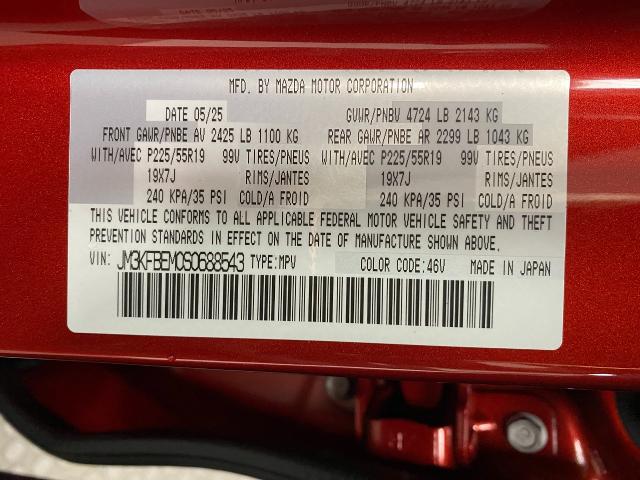 MFD. BY MAZDA MOTOR CORPORATION
DATE 05/25 GVWR/PNBV 4724 LB 2143 KG
FRONT GAWR/PNBE AV 2425 LB 1100 KG REAR GAWR/PNBE AR 2299 LB 1043 KG
WITH/AVEC P225/55R19 99V TIRES/PNEUS WITH/AVEC P225/55R19 99V TIRES/PNEUS
19X7J RIMS/JANTES 19X7J RIMS/JANTES
240 KPA/35 PSI COLD/A FROID 240 KPA/35 PSI COLD/A FROID
THIS VEHICLE CONFORMS TO ALL APPLICABLE FEDERAL MOTOR VEHICLE SAFETY AND THEFT
PREVENTION STANDARDS IN EFFECT ON THE DATE OF MANUFACTURE SHOWN ABOVE.
VIN: JM3KFBEM0S0688543 TYPE:MPV COLOR CODE:46V MADE IN JAPAN